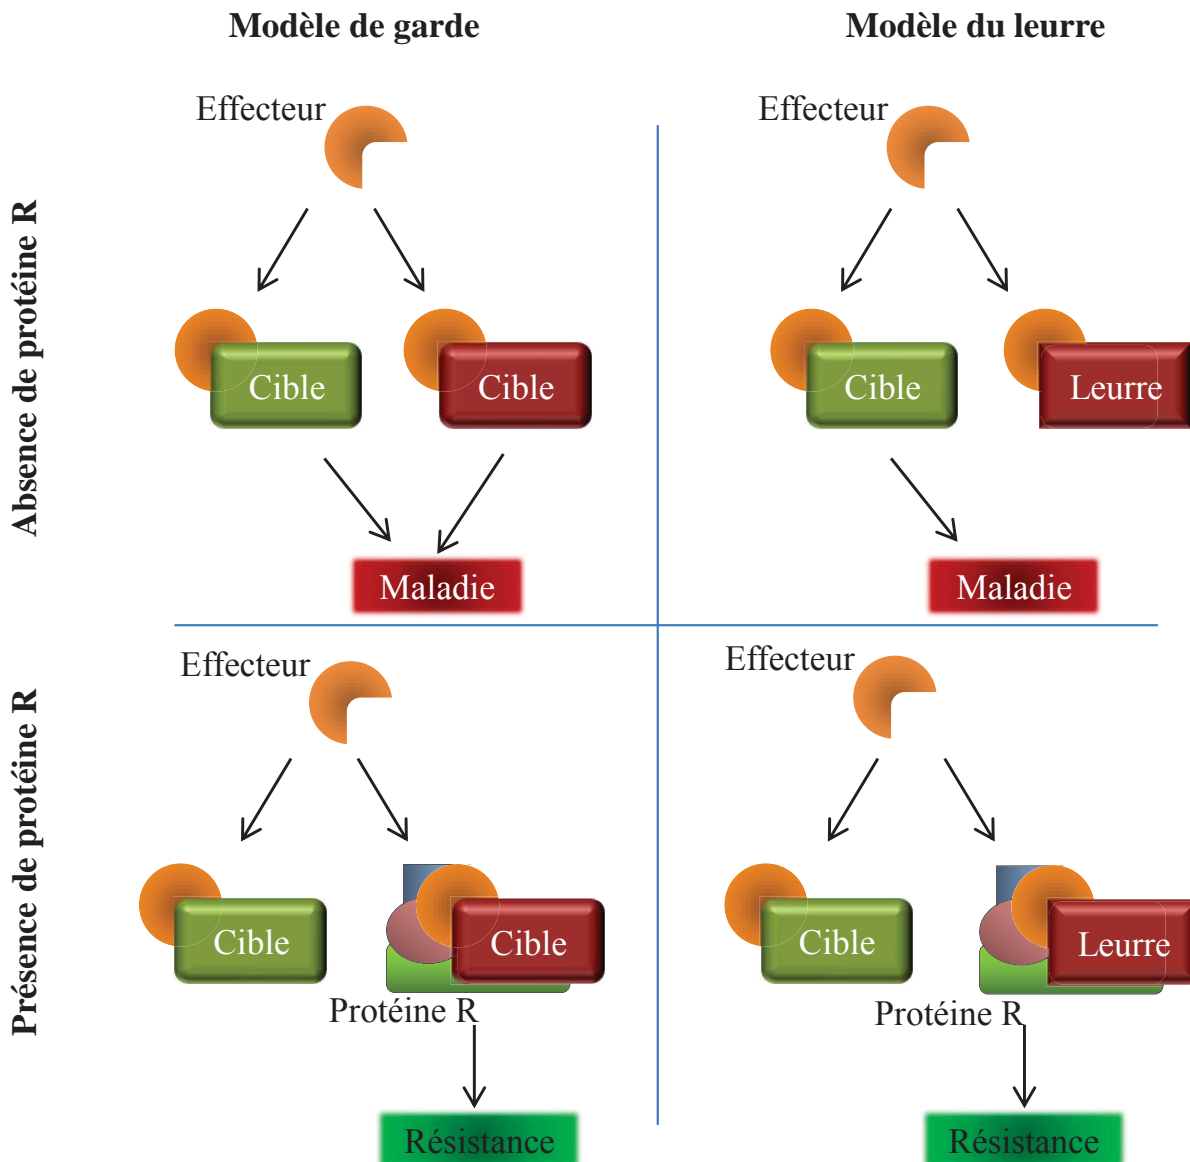 Modèle de garde
Modèle du leurre
Absence de protéine R
Effecteur
Effecteur
Cible
Cible
Cible
Leurre
Maladie
Maladie
Présence de protéine R
Effecteur
Effecteur
Cible
Cible
Cible
Leurre
Protéine R
Protéine R
Résistance
Résistance